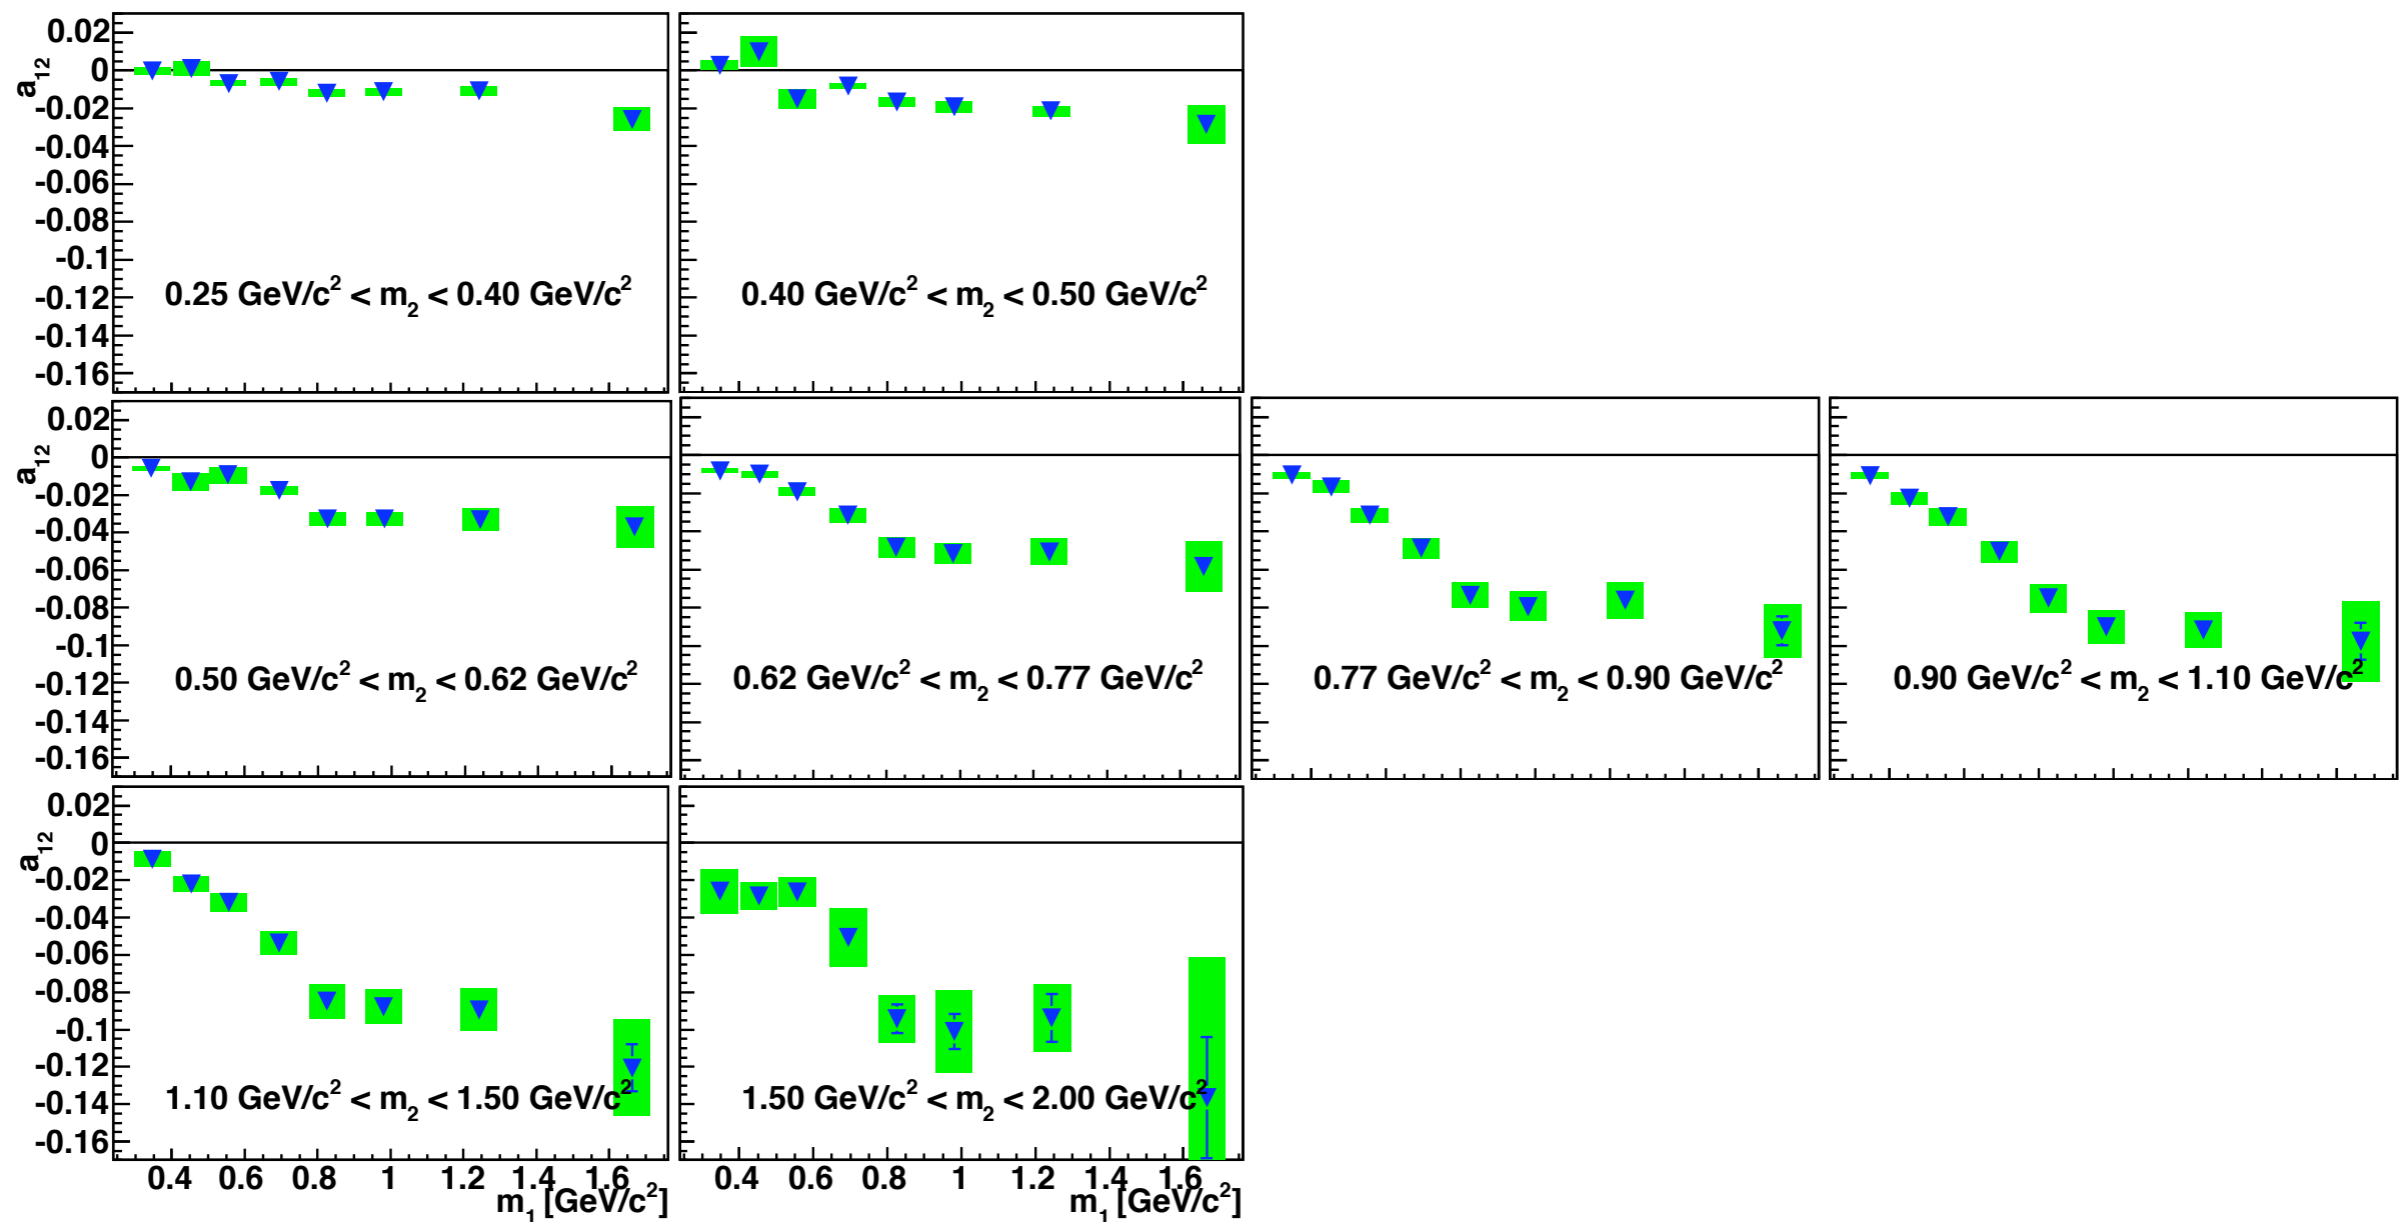 0.02
0
-0.02
-0.04
-0.06
-0.08
-0.1
-0.12
-0.14
-0.16
a12
0.25 GeV/c2 < m2 < 0.40 GeV/c2
0.40 GeV/c2 < m2 < 0.50 GeV/c2
0.02
0
-0.02
-0.04
-0.06
-0.08
-0.1
-0.12
-0.14
-0.16
a12
0.50 GeV/c2 < m2 < 0.62 GeV/c2
0.62 GeV/c2 < m2 < 0.77 GeV/c2
0.77 GeV/c2 < m2 < 0.90 GeV/c2
0.90 GeV/c2 < m2 < 1.10 GeV/c2
0.02
0
-0.02
-0.04
-0.06
-0.08
-0.1
-0.12
-0.14
-0.16
a12
1.10 GeV/c2 < m2 < 1.50 GeV/c2
1.50 GeV/c2 < m2 < 2.00 GeV/c2
0.4 0.6 0.8 1 1.2 1.4 1.6
m1 [GeV/c2]
0.4 0.6 0.8 1 1.2 1.4 1.6
m1 [GeV/c2]